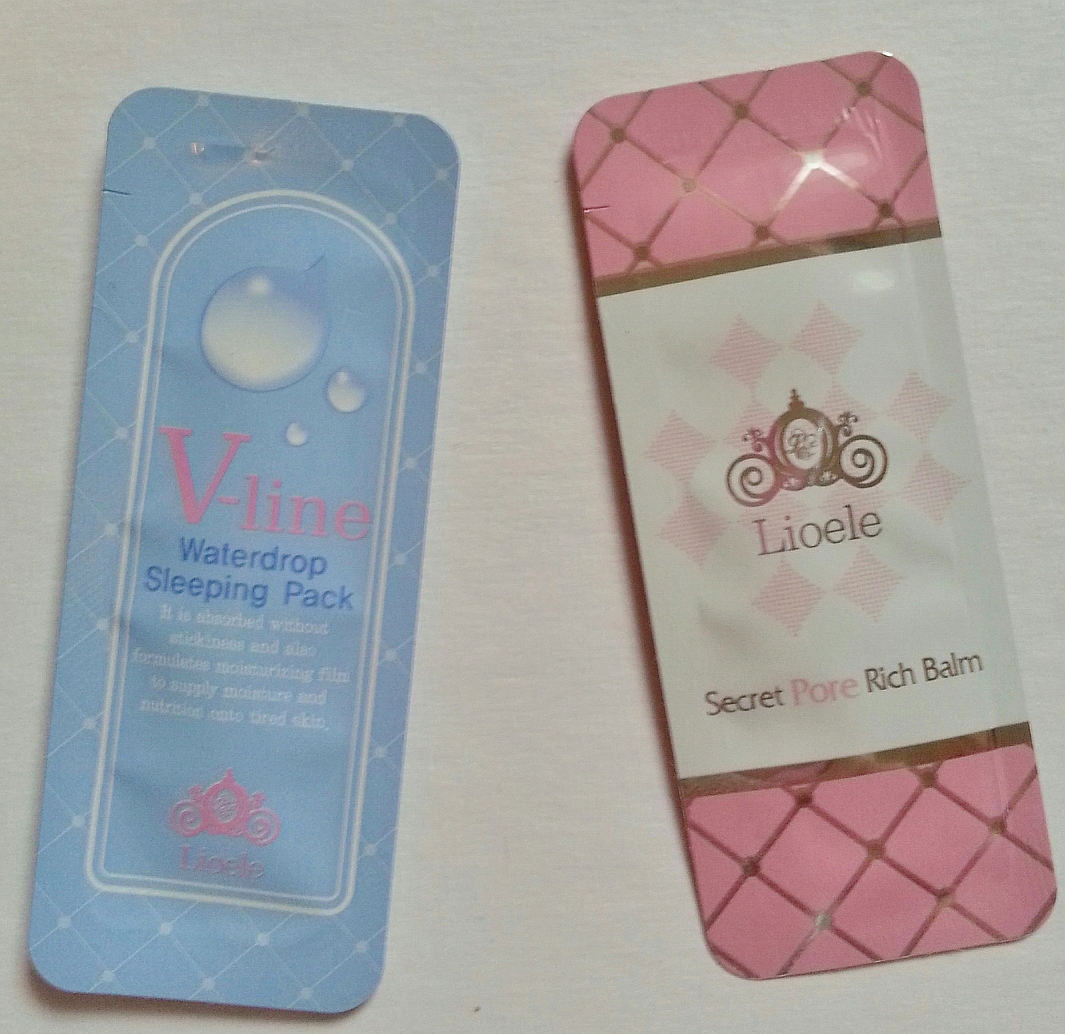 V-line
Waterdrop
Sleeping Pack
It is absorbed without
stickiness and also
formulates moisturizing film
to supply moisture and
nutrition onto tired skin.
Lioele
Lioele
Secret Pore Rich Balm